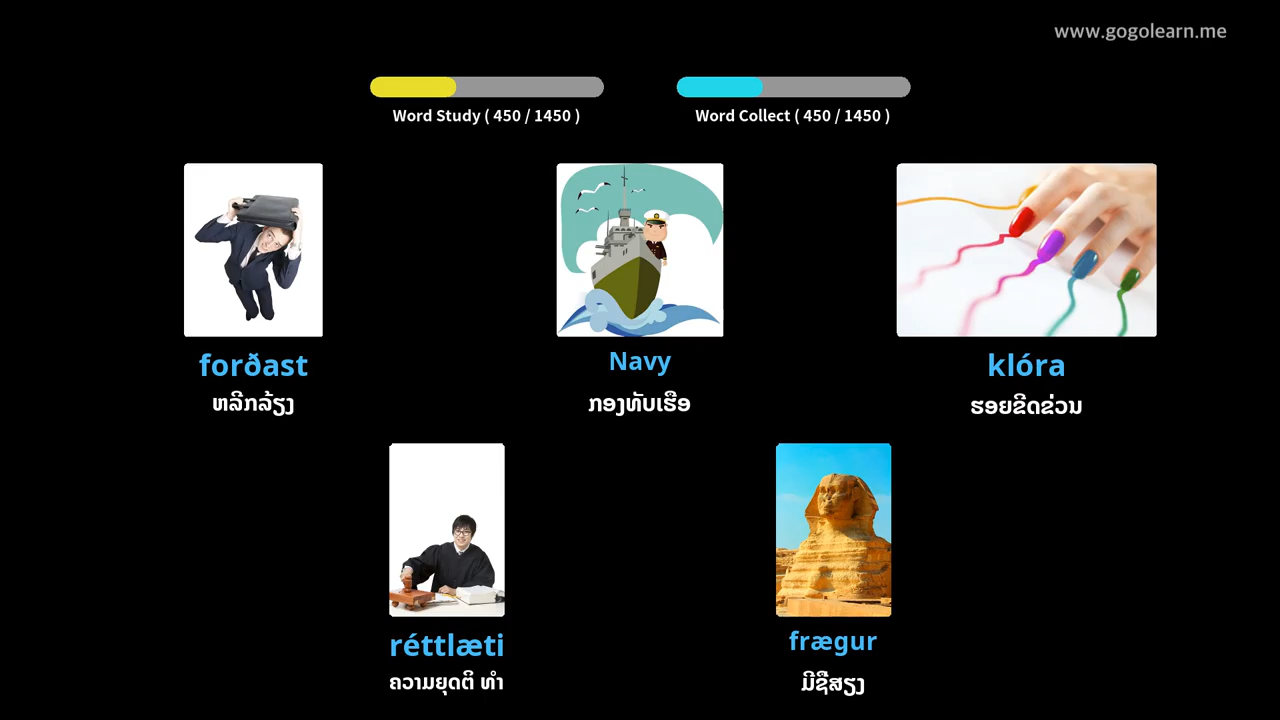 www.gogolearn.me
Word Study ( 450 / 1450 )
Word Collect ( 450 / 1450 )
forðast
ຫລີກລ້ຽງ
Navy
ກອງທັບເຮືອ
klóra
ຮອຍຂີດຂ່ວນ
réttlæti
ຄວາມຍຸດຕິ ທຳ
frægur
ມີຊື່ສຽງ